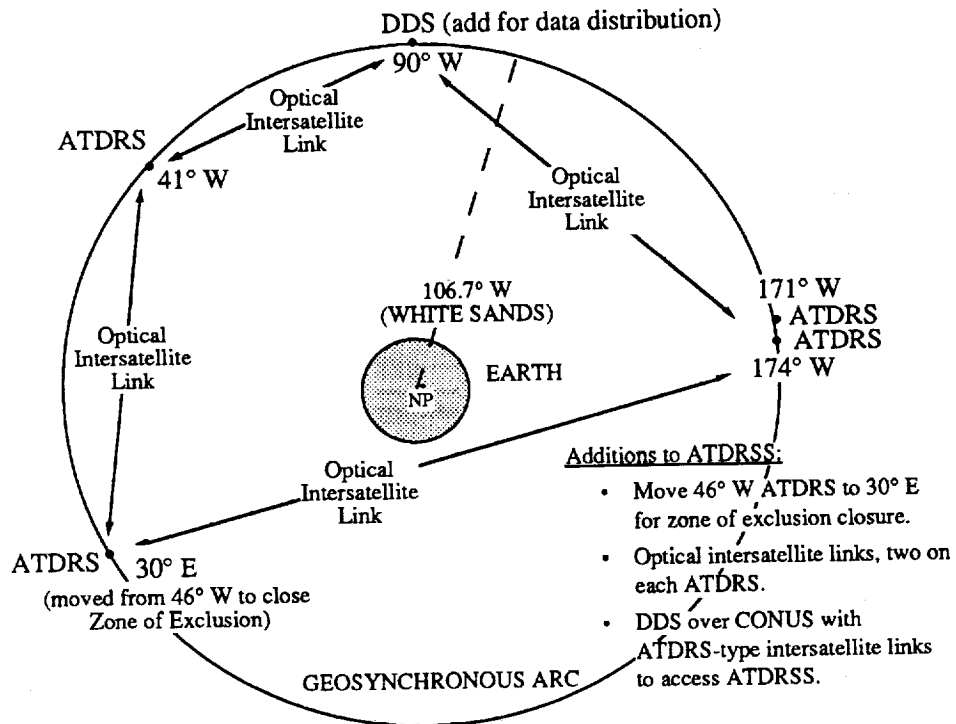 DDS (add for data distribution)
90° W
Optical
Intersatellite
Link
ATDRS
41° W
Optical
Intersatellite
Link
106.7° W
(WHITE SANDS)
171° W
ATDRS
ATDRS
174° W
Optical
Intersatellite
Link
EARTH
NP
Optical
Intersatellite
Link
ATDRS
30° E
(moved from 46° W to close
Zone of Exclusion)
GEOSYNCHRONOUS ARC
Additions to ATDRSS:
• Move 46° W ATDRS to 30° E
for zone of exclusion closure.
• Optical intersatellite links, two on
each ATDRS.
• DDS over CONUS with
ATDRS-type intersatellite links
to access ATDRSS.